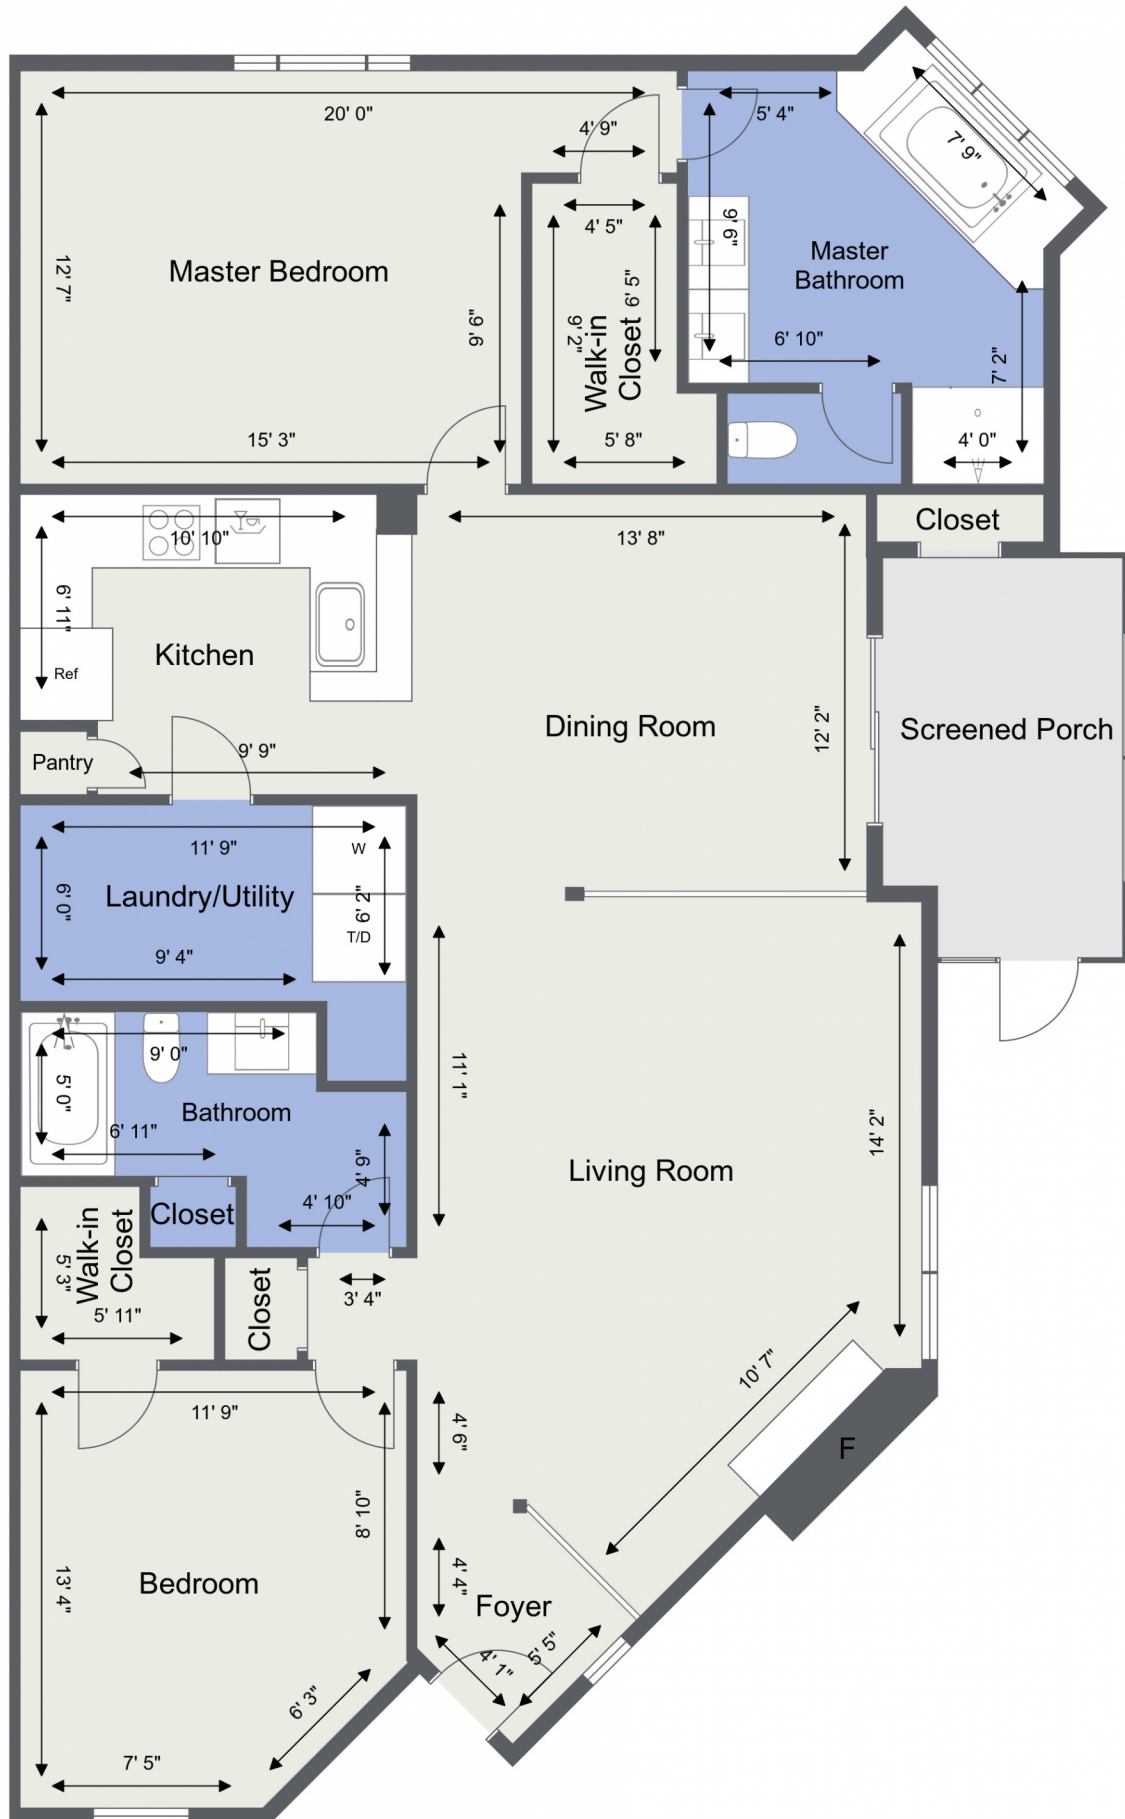 20' 0"
5' 4"
4' 9"
7' 9"
4' 5"
9' 6"
12' 7"
Master Bedroom
Master
Bathroom
6' 5"
9' 6"
9' 2"
Walk-in
Closet
6' 10"
7' 2"
15' 3"
5' 8"
4' 0"
10' 10"
13' 8"
Closet
6' 11"
Kitchen
Ref
Dining Room
12' 2"
Screened Porch
Pantry
9' 9"
11' 9"
W
6' 0"
Laundry/Utility
6' 2"
T/D
9' 4"
9' 0"
5' 0"
Bathroom
6' 11"
11' 1"
14' 2"
Living Room
4' 9"
4' 10"
Closet
Walk-in
Closet
5' 3"
5' 11"
Closet
3' 4"
10' 7"
11' 9"
4' 6"
F
8' 10"
13' 4"
Bedroom
4' 4"
Foyer
4' 1"
5' 5"
6' 3"
7' 5"